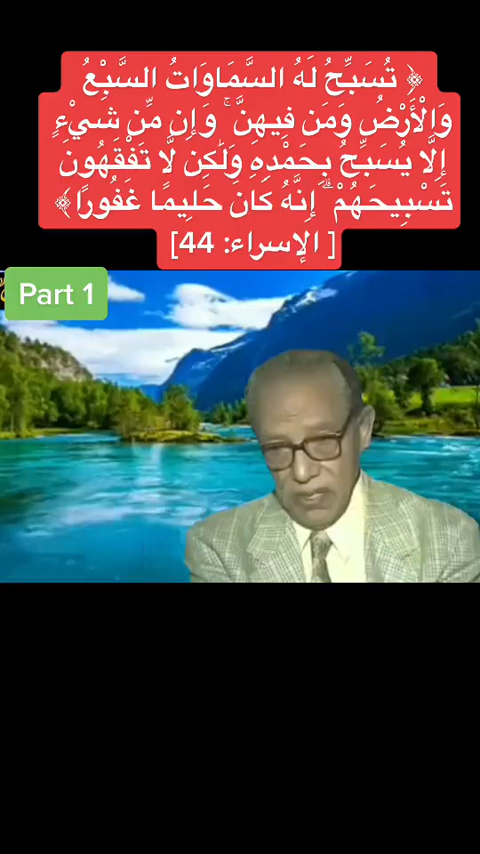 ﴿ تُسَبِّحُ لَهُ السَّمَاوَاتُ السَّبْعُ
وَالْأَرْضُ وَمَن فِيهِنَّ ۚ وَإِن مِّن شَيْءٍ
إِلَّا يُسَبِّحُ بِحَمْدِهِ وَلَٰكِن لَّا تَفْقَهُونَ
تَسْبِيحَهُمْ ۗ إِنَّهُ كَانَ حَلِيمًا غَفُورًا﴾
[ الإسراء: 44]
Part 1